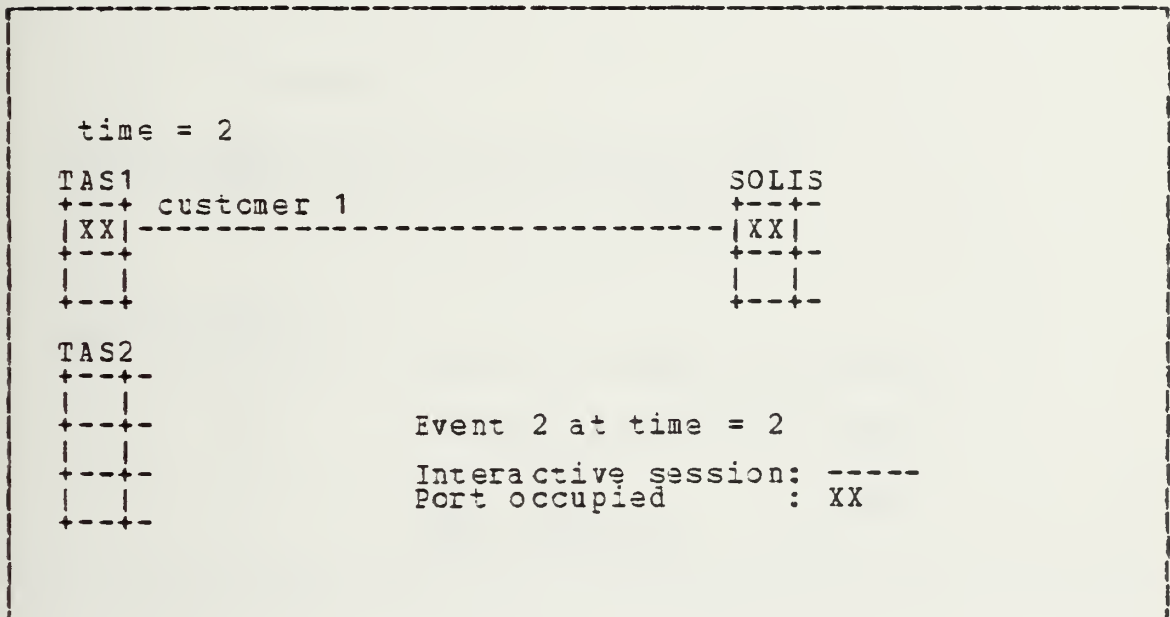 time = 2
TAS1 SOLIS
+--+ customer 1 +--+-
|XX|------------------------------|XX|
+--+ +--+-
| | | |
+--+ +--+-
TAS2
+--+-
| |
+--+- Event 2 at time = 2
| |
+--+- Interactive session: -----
| | Port occupied : XX
+--+-